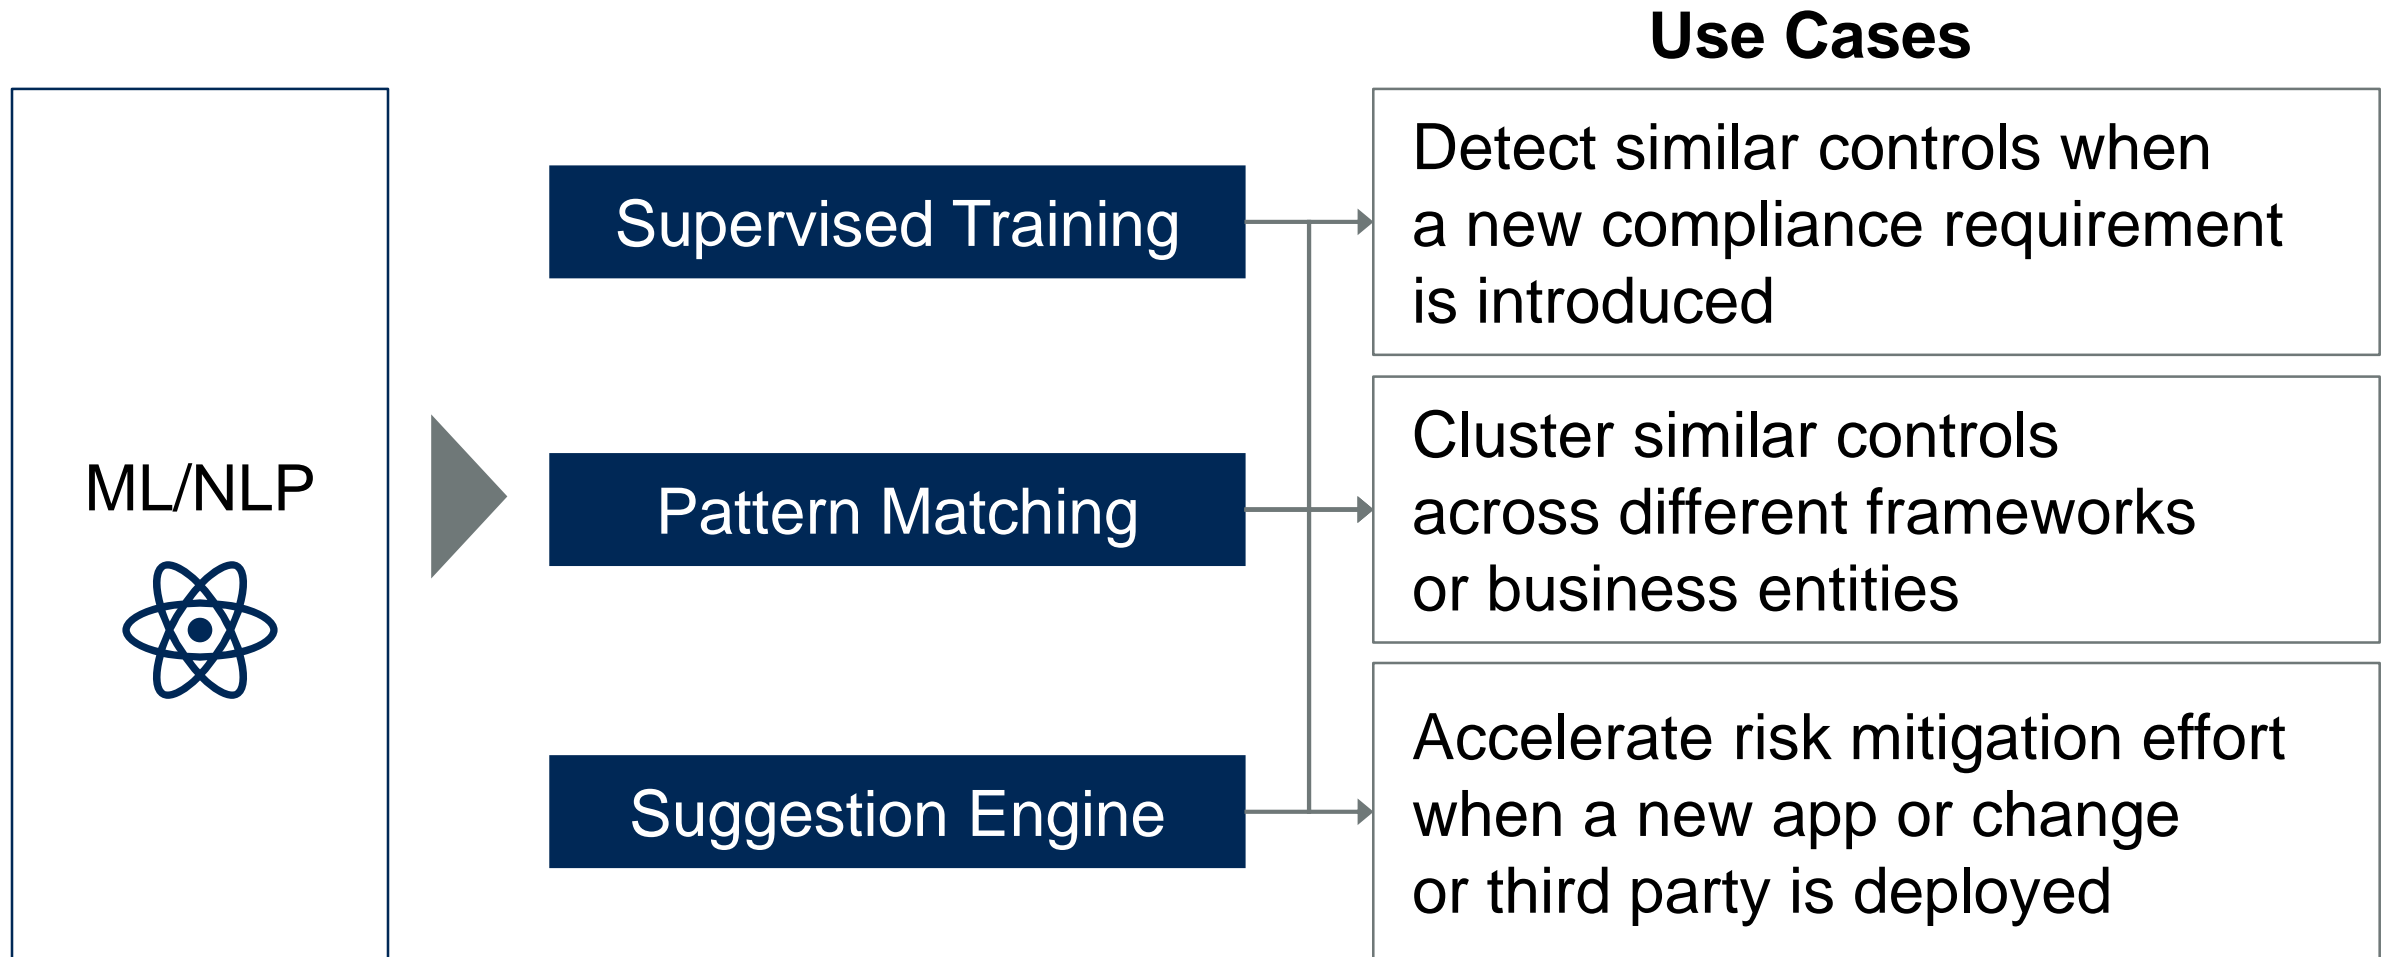 Use Cases
ML/NLP
Supervised Training
Pattern Matching
Suggestion Engine
Detect similar controls when
a new compliance requirement
is introduced
Cluster similar controls
across different frameworks
or business entities
Accelerate risk mitigation effort
when a new app or change
or third party is deployed